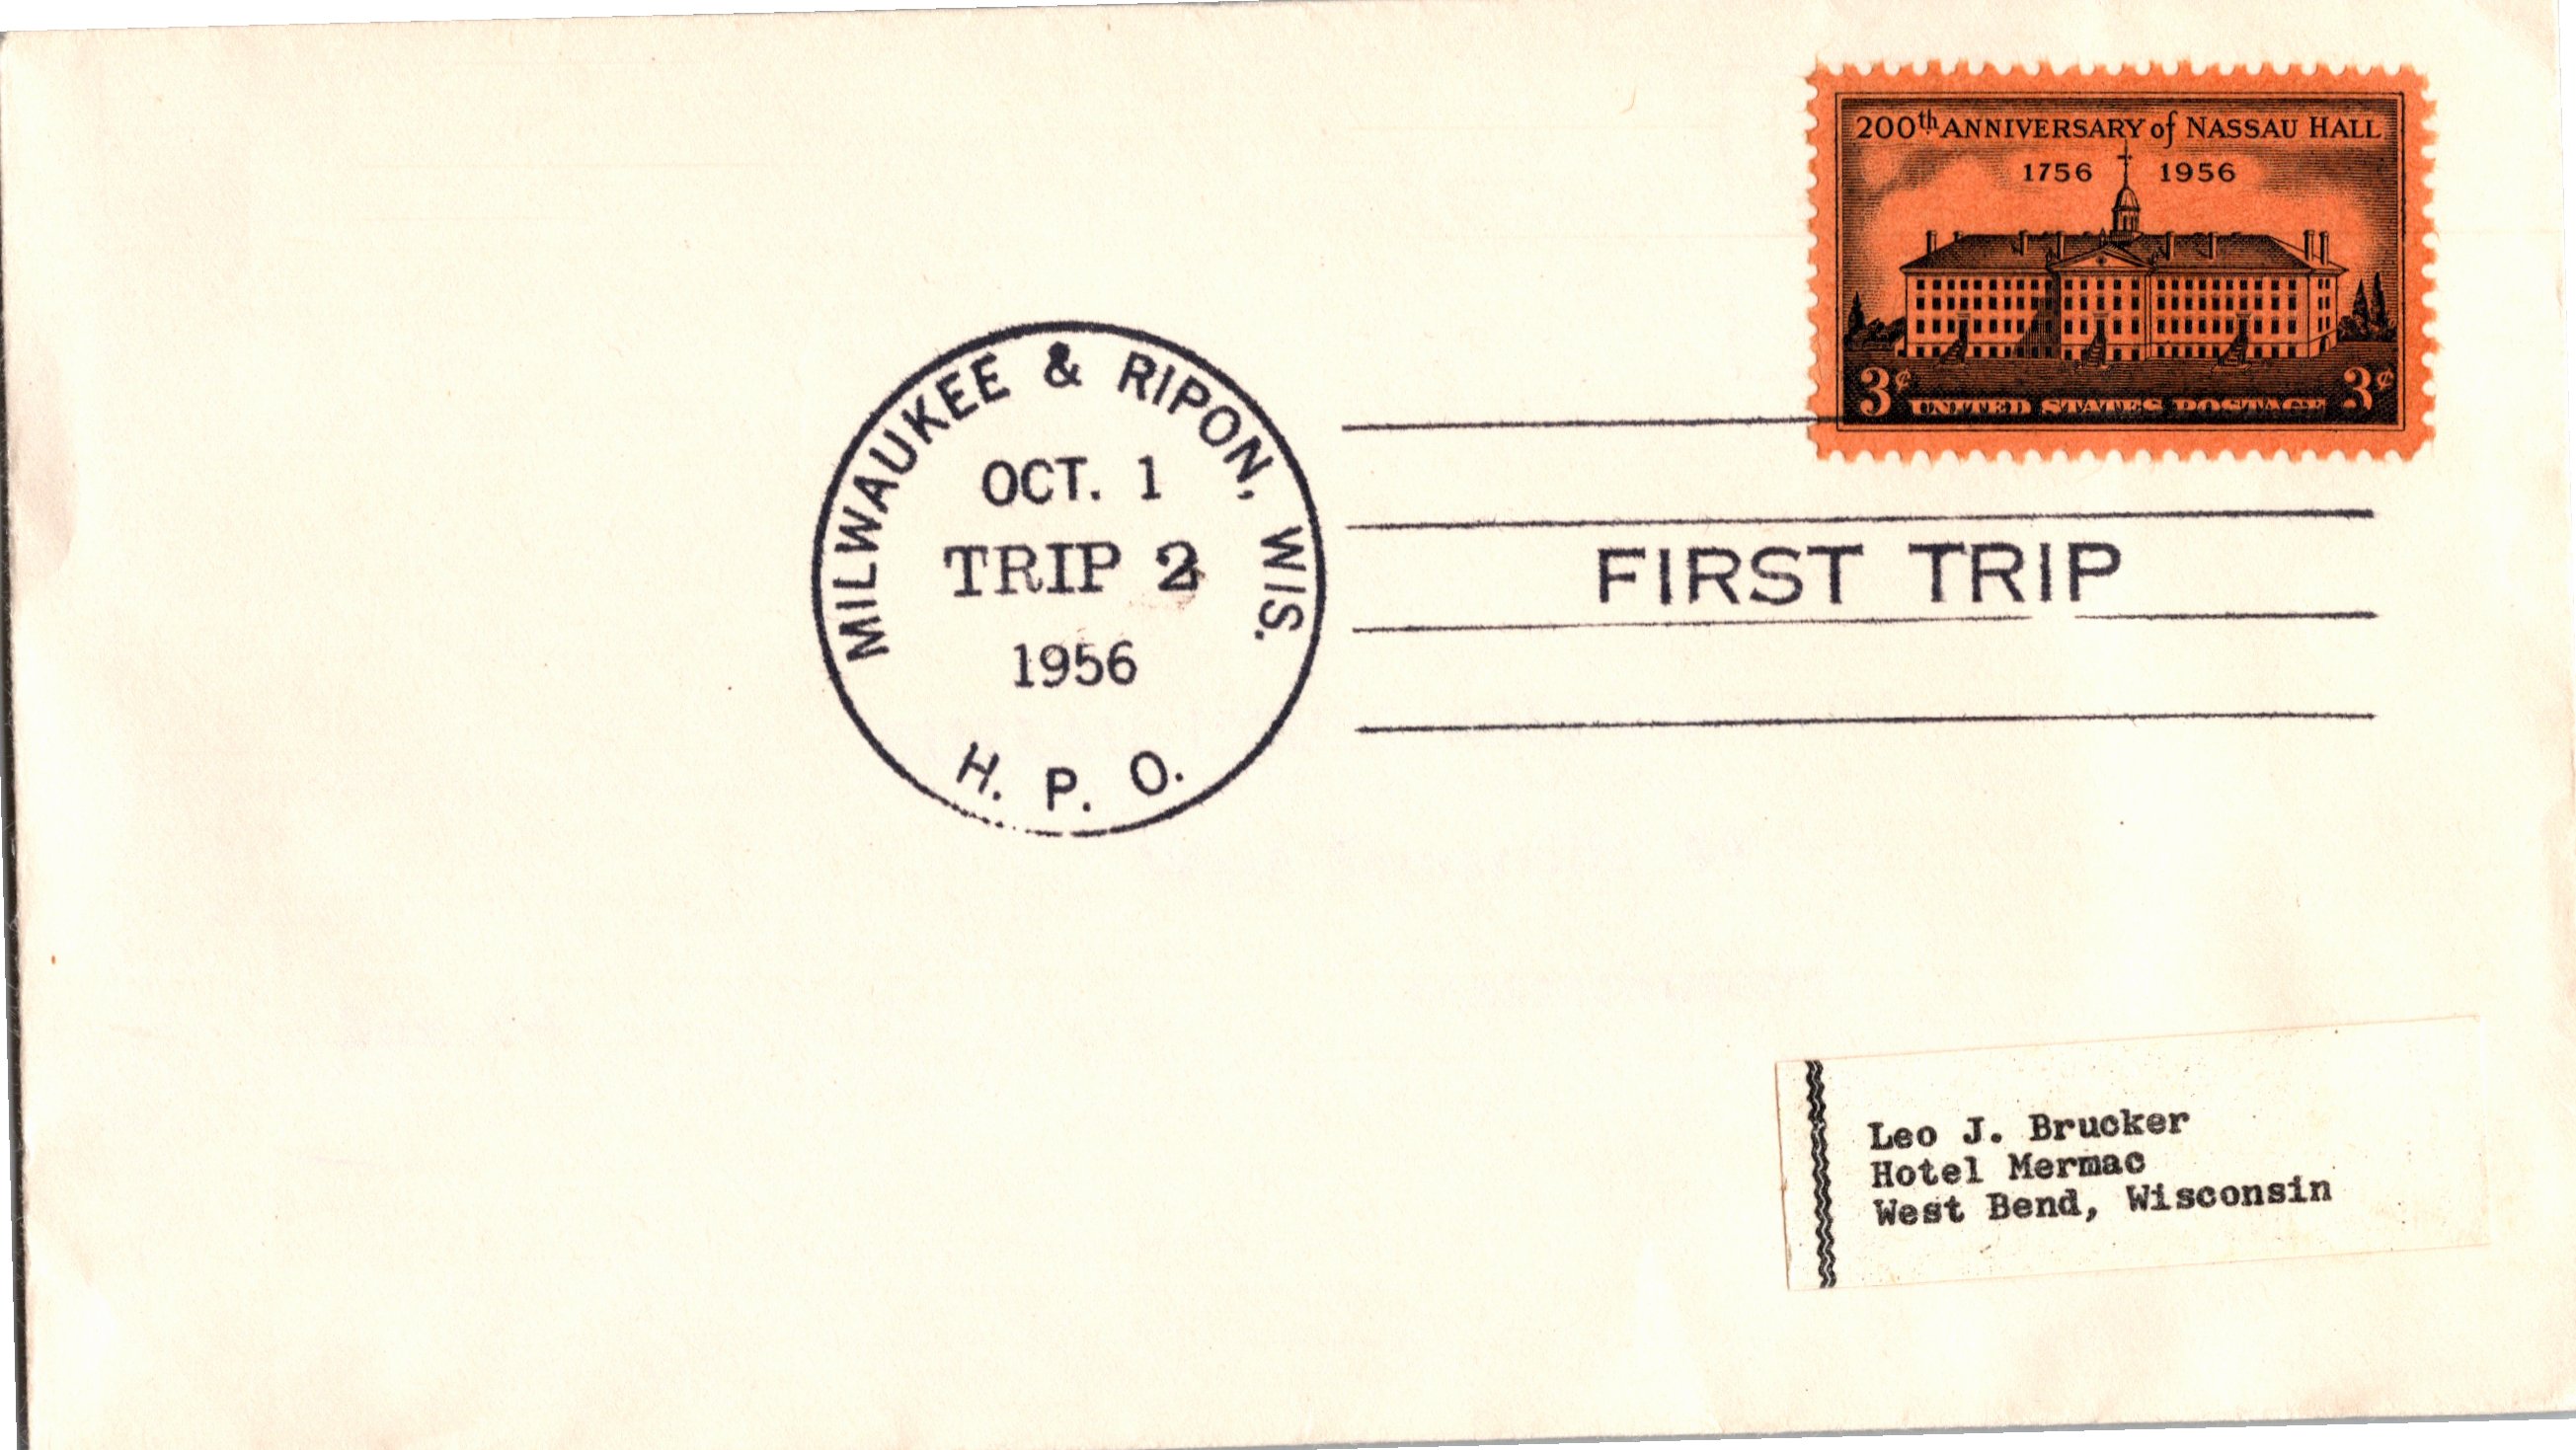 200th ANNIVERSARY of NASSAU HALL
1756 1956
3¢ UNITED STATES POSTAGE 3¢
MILWAUKEE & RIPON, WIS.
OCT. 1
TRIP 2
1956
H. P. O.
FIRST TRIP
Leo J. Brucker
Hotel Mermac
West Bend, Wisconsin